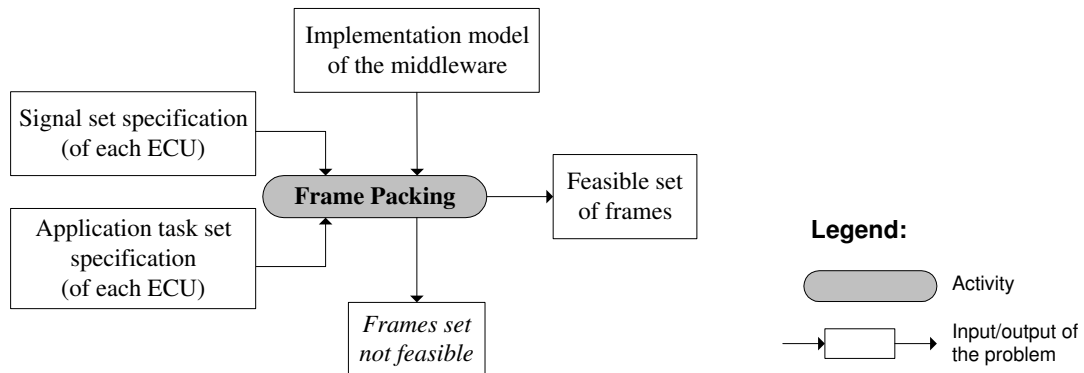 Implementation model
of the middleware
Signal set specification
(of each ECU)
Frame Packing
Feasible set
of frames
Application task set
specification
(of each ECU)
Frames set
not feasible
Legend:
Activity
Input/output of
the problem